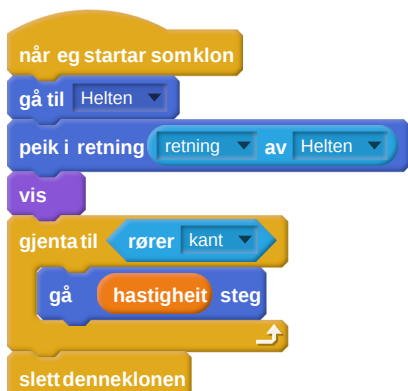 når eg startar som klon
gå til Helten
peik i retning retning av Helten
vis
gjenta til rører kant
gå hastigheit steg
slett denne klonen